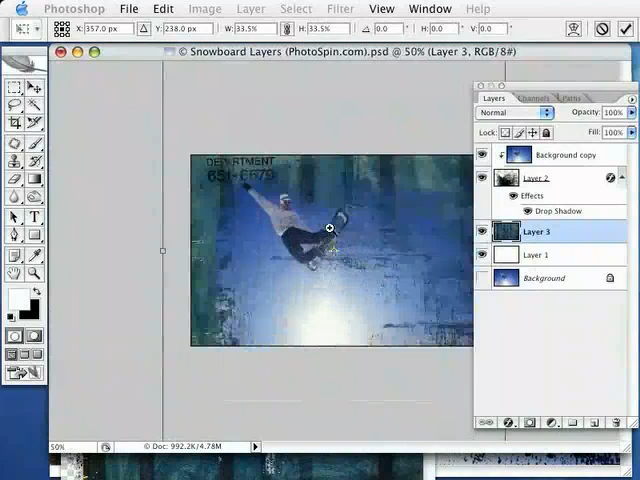 Photoshop File Edit Image Layer Select Filter View Window Help
X: 357.0 px Y: 238.0 px W: 33.5% H: 33.5% 0.0 H: 0.0 V: 0.0
© Snowboard Layers (PhotoSpin.com).psd @ 50% (Layer 3, RGB/8#)
Layers Channels Paths
Normal Opacity: 100%
Lock: Fill: 100%
Background copy
Layer 2
Effects
Drop Shadow
Layer 3
Layer 1
Background
DEPARTMENT
T
50% © Doc: 992.2K/4.78M